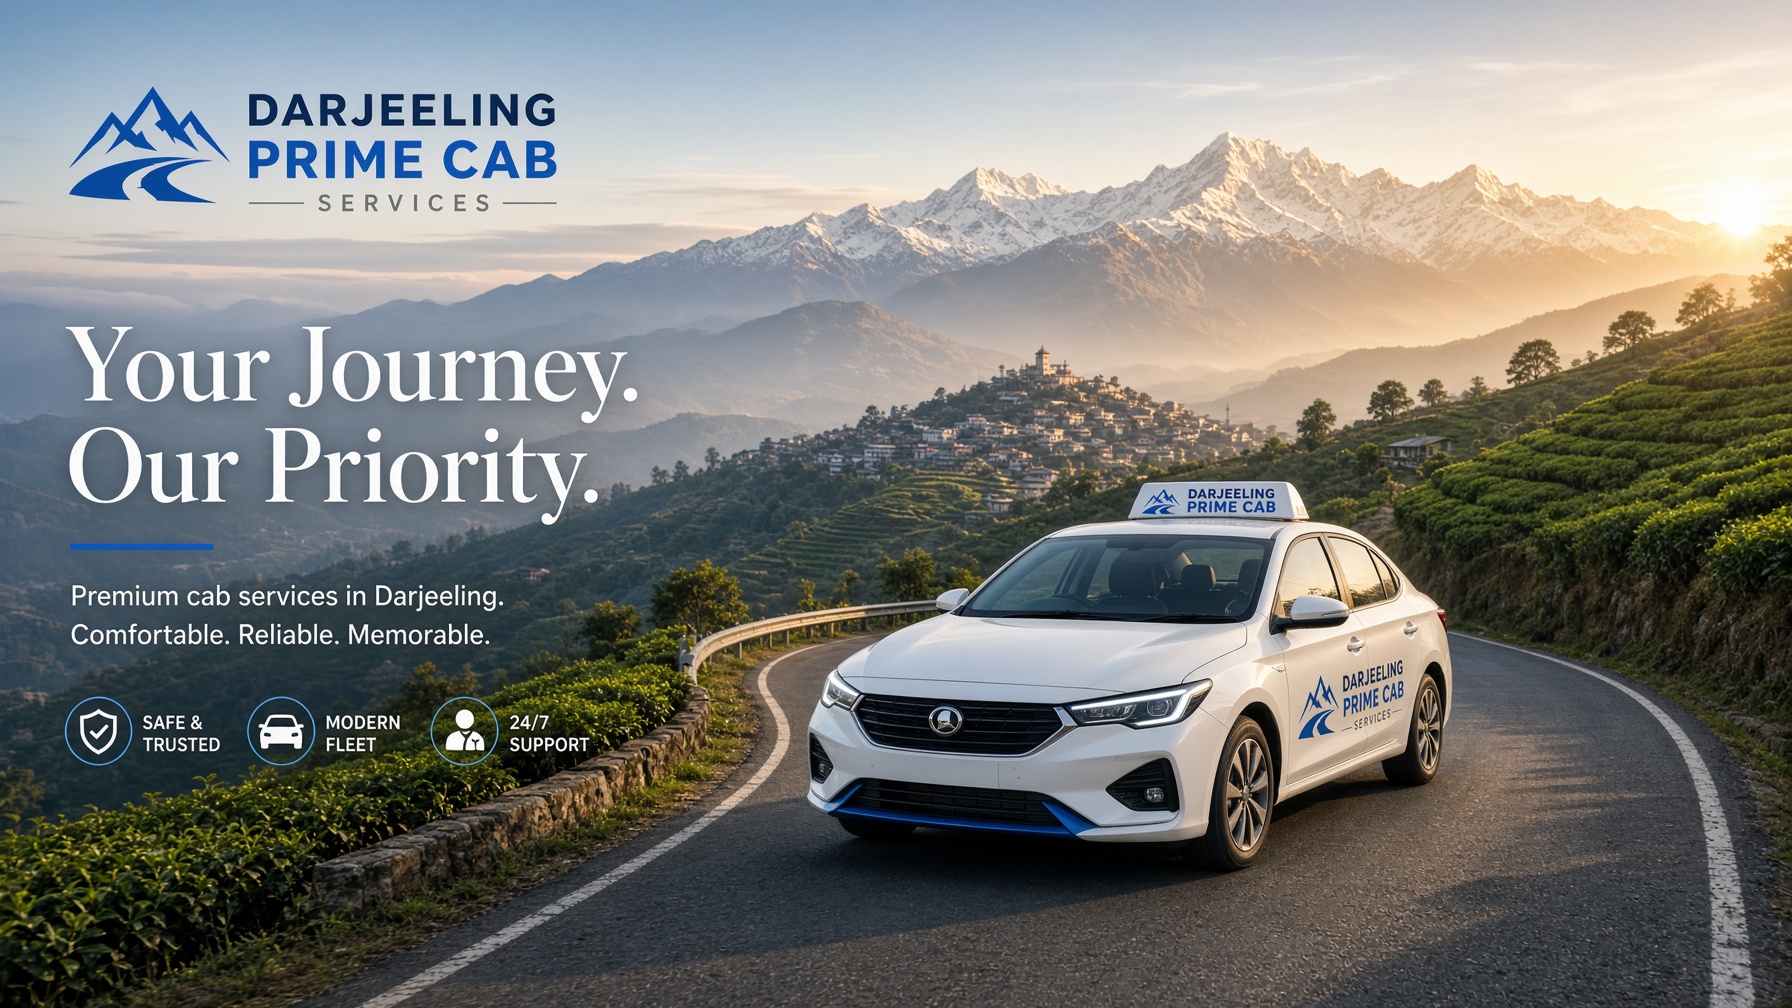 DARJEELING
PRIME CAB
SERVICES
Your Journey.
Our Priority.
Premium cab services in Darjeeling.
Comfortable. Reliable. Memorable.
SAFE &
TRUSTED
MODERN
FLEET
24/7
SUPPORT
DARJEELING
PRIME CAB
DARJEELING
PRIME CAB
SERVICES